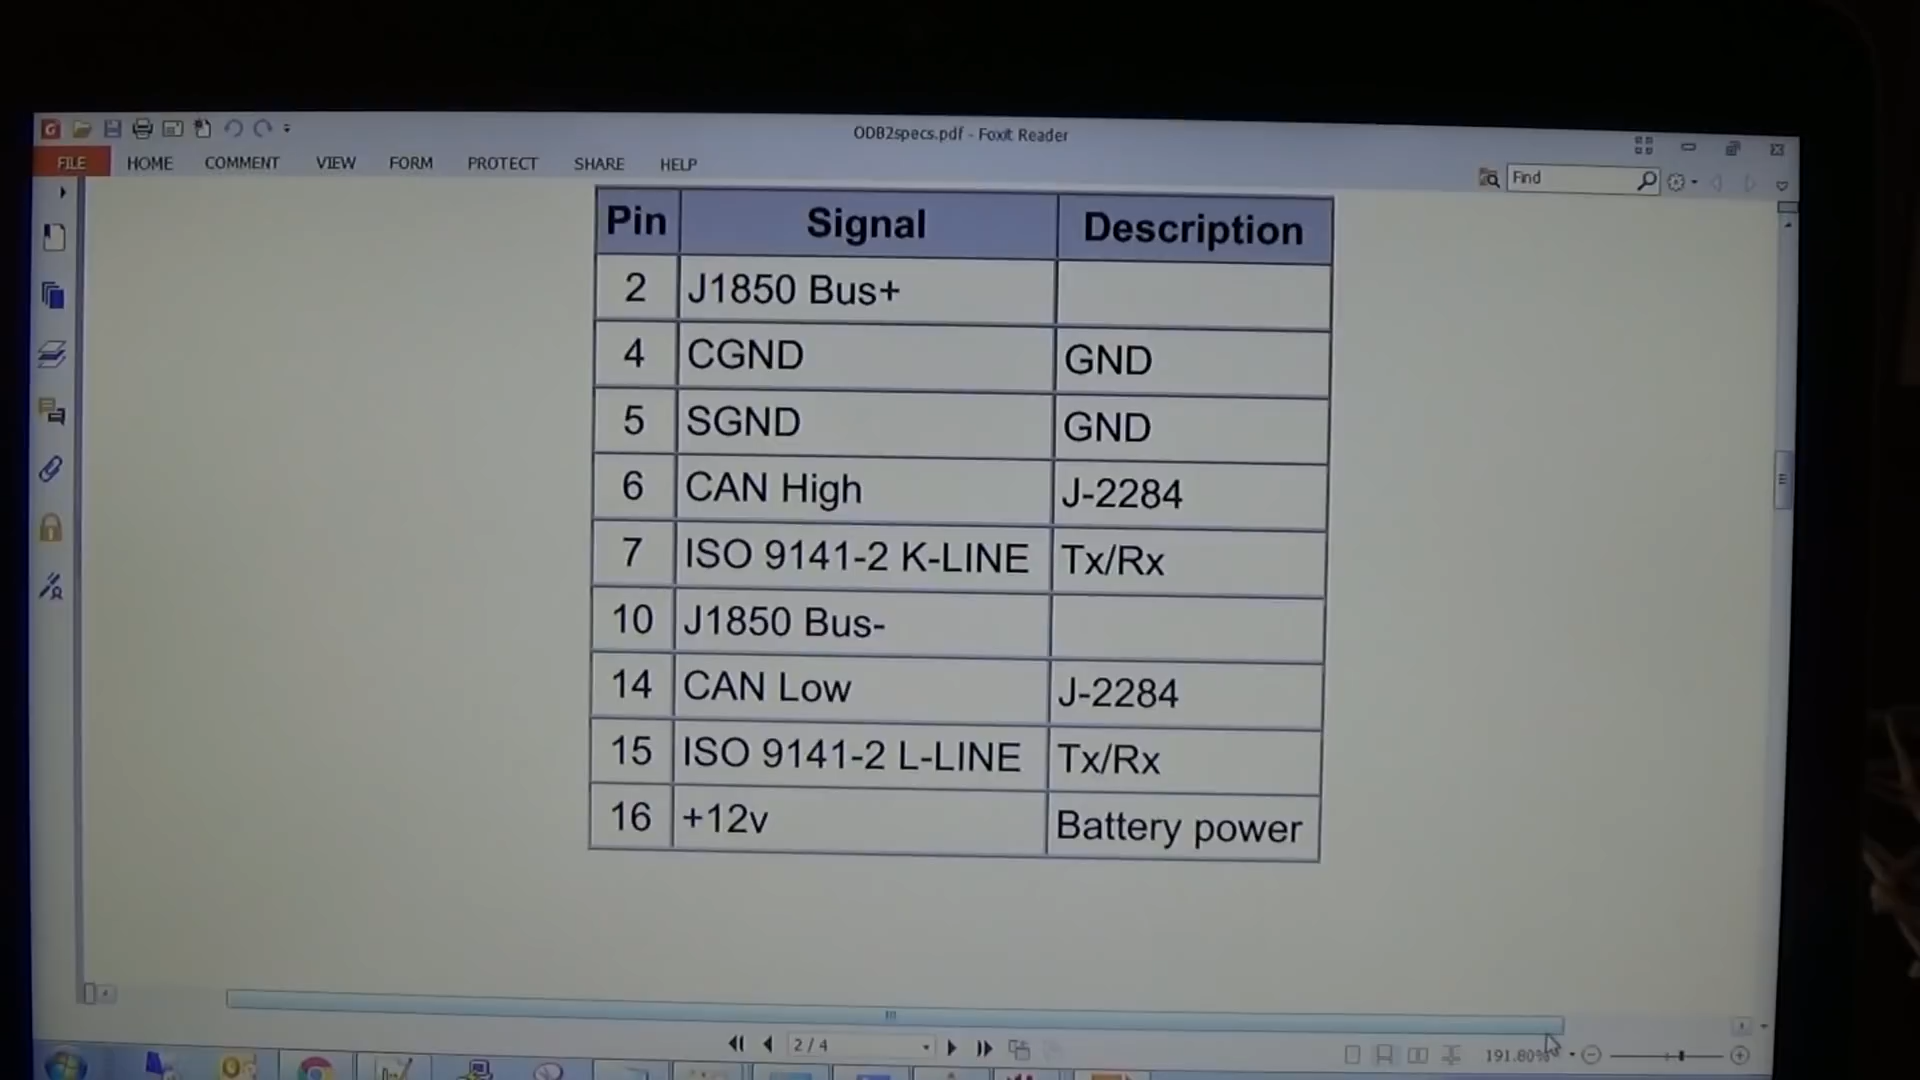 ODB2specs.pdf - Foxit Reader
FILE HOME COMMENT VIEW FORM PROTECT SHARE HELP
Find
Pin Signal Description
2 J1850 Bus+
4 CGND GND
5 SGND GND
6 CAN High J-2284
7 ISO 9141-2 K-LINE Tx/Rx
10 J1850 Bus-
14 CAN Low J-2284
15 ISO 9141-2 L-LINE Tx/Rx
16 +12v Battery power
2 / 4
191.80%